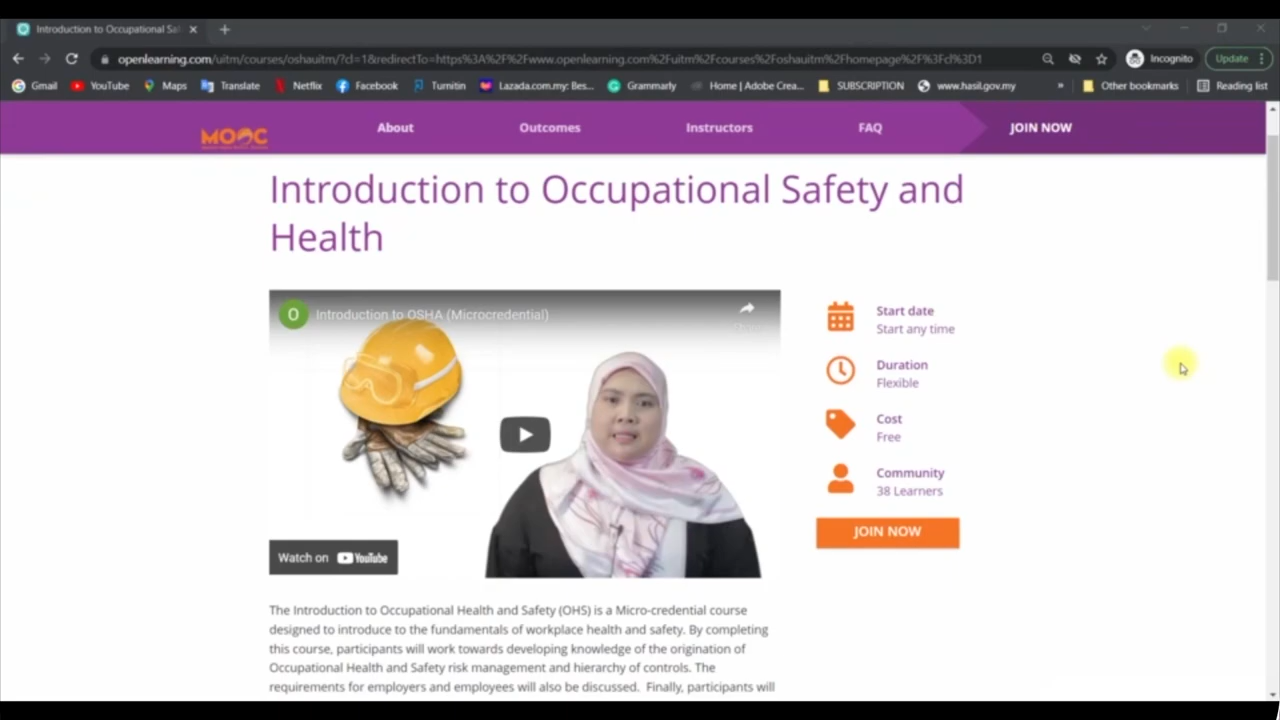 Introduction to Occupational Saf
openlearning.com/uitm/courses/oshauitm/?cl=1&redirectTo=https%3A%2F%2Fwww.openlearning.com%2Fuitm%2Fcourses%2Foshauitm%2Fhomepage%2F%3Fcl%3D1
Incognito
Update
Gmail
YouTube
Maps
Translate
Netflix
Facebook
Turnitin
Lazada.com.my: Bes...
Grammarly
Home | Adobe Crea...
SUBSCRIPTION
www.hasil.gov.my
»
Other bookmarks
Reading list
MOOC
About
Outcomes
Instructors
FAQ
JOIN NOW
Introduction to Occupational Safety and
Health
O
Introduction to OSHA (Microcredential)
Share
Watch on YouTube
Start date
Start any time
Duration
Flexible
Cost
Free
Community
38 Learners
JOIN NOW
The Introduction to Occupational Health and Safety (OHS) is a Micro-credential course
designed to introduce to the fundamentals of workplace health and safety. By completing
this course, participants will work towards developing knowledge of the origination of
Occupational Health and Safety risk management and hierarchy of controls. The
requirements for employers and employees will also be discussed. Finally, participants will